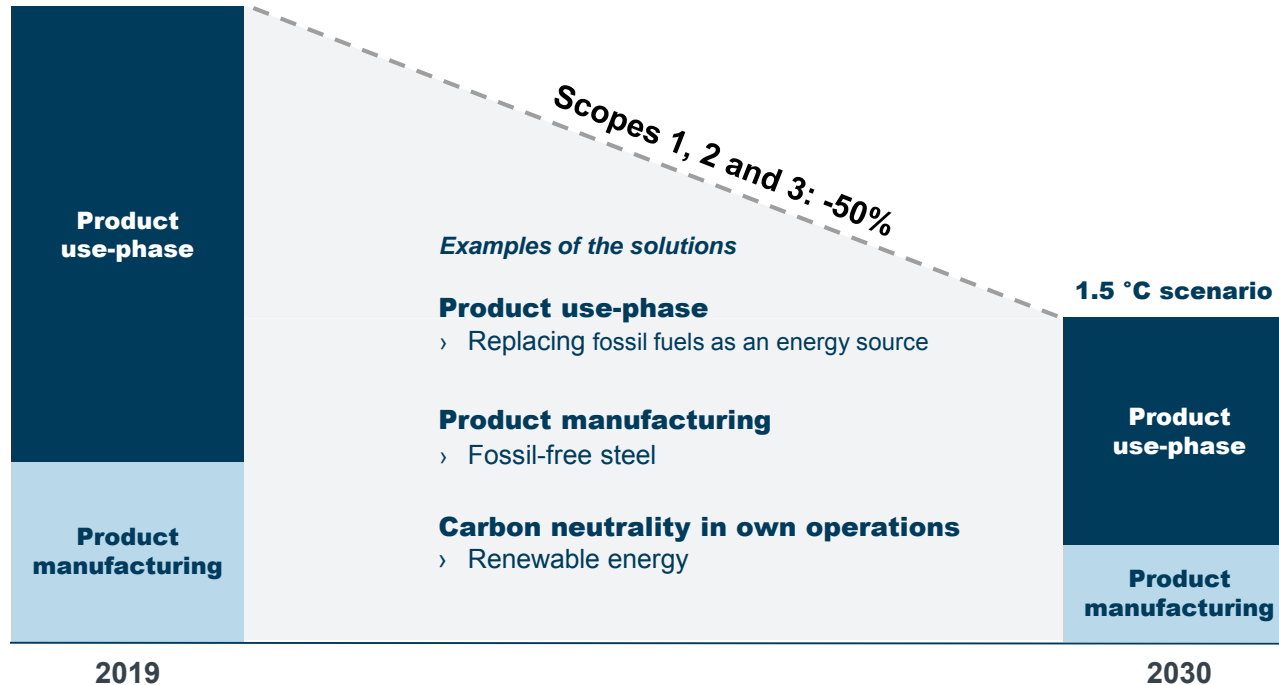 Product
use-phase
Product
manufacturing
2019
Scopes 1, 2 and 3: -50%
Examples of the solutions
Product use-phase
› Replacing fossil fuels as an energy source
Product manufacturing
› Fossil-free steel
Carbon neutrality in own operations
› Renewable energy
1.5 °C scenario
Product
use-phase
Product
manufacturing
2030